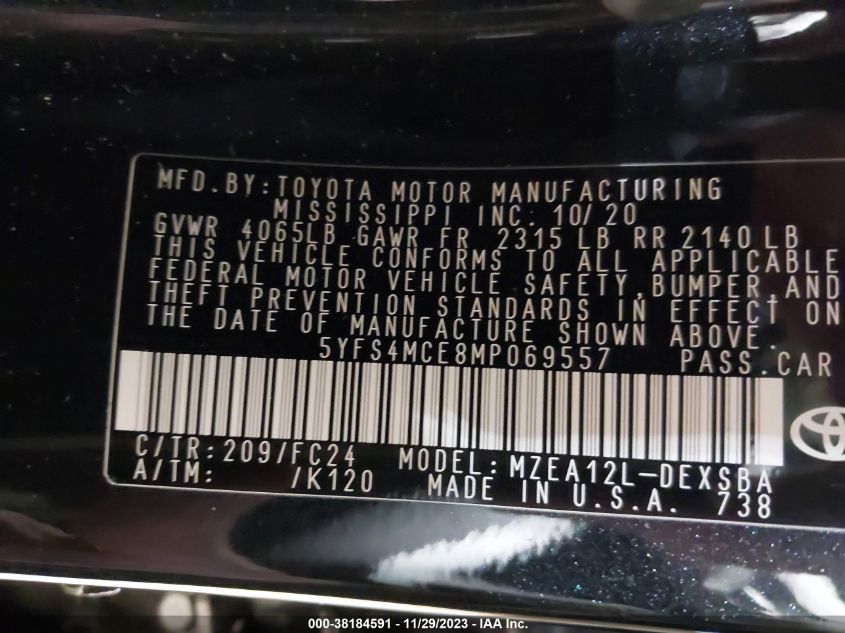 MFD.BY:TOYOTA MOTOR MANUFACTURING
MISSISSIPPI INC. 10/20
GVWR 4065LB GAWR FR 2315 LB RR 2140 LB
THIS VEHICLE CONFORMS TO ALL APPLICABLE
FEDERAL MOTOR VEHICLE SAFETY,BUMPER,AND
THEFT PREVENTION STANDARDS IN EFFECT ON
THE DATE OF MANUFACTURE SHOWN ABOVE.
5YFS4MCE8MP069557 PASS.CAR
C/TR:209/FC24 MODEL:MZEA12L-DEXSBA
A/TM: /K120 MADE IN U.S.A. 738
000-38184591 - 11/29/2023 - IAA Inc.